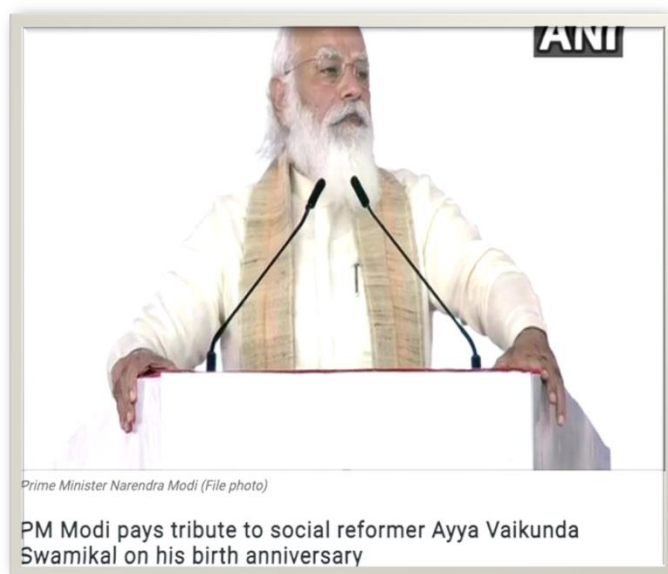 ANI
Prime Minister Narendra Modi (File photo)
PM Modi pays tribute to social reformer Ayya Vaikunda
Swamikal on his birth anniversary